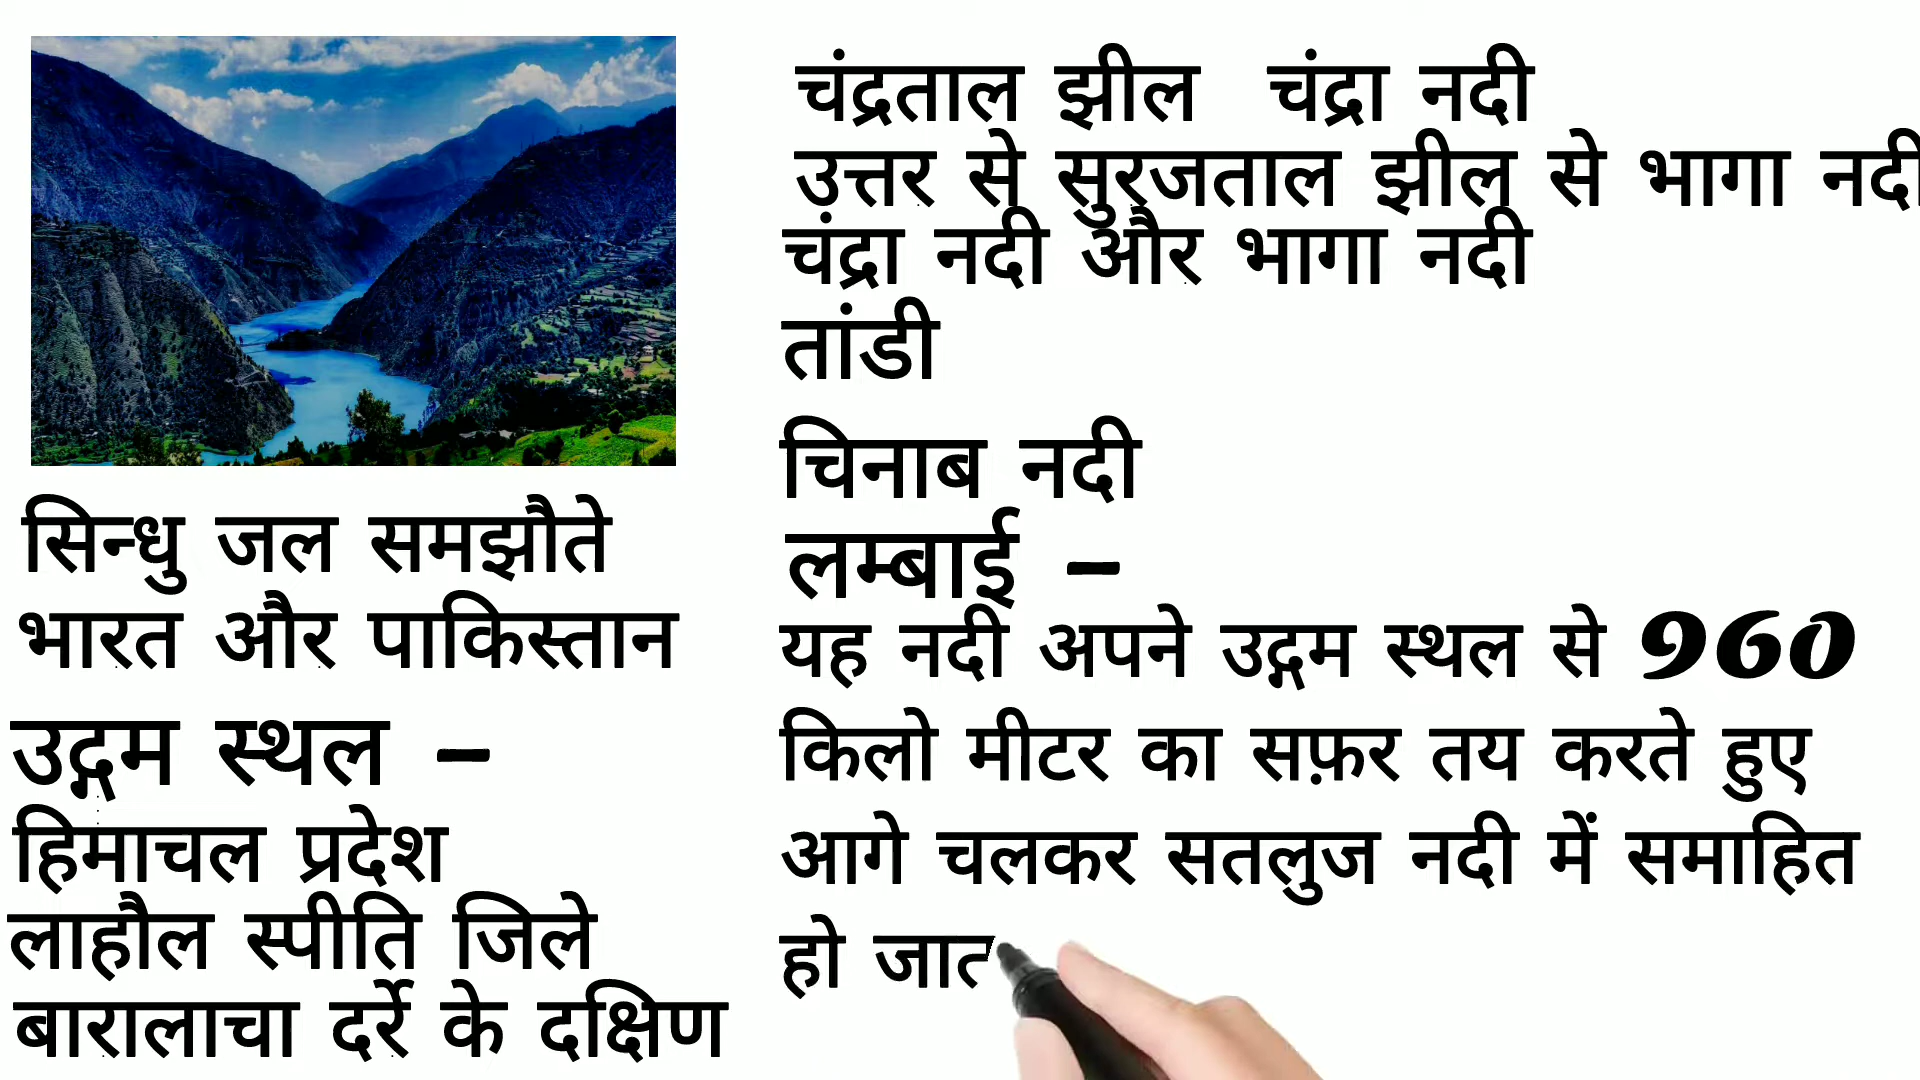 सिन्धु जल समझौते
भारत और पाकिस्तान
उद्गम स्थल –
हिमाचल प्रदेश
लाहौल स्पीति जिले
बारालाचा दर्रे के दक्षिण
चंद्रताल झील चंद्रा नदी
उत्तर से सुरजताल झील से भागा नदी
चंद्रा नदी और भागा नदी
तांडी
चिनाब नदी
लम्बाई –
यह नदी अपने उद्गम स्थल से 960
किलो मीटर का सफ़र तय करते हुए
आगे चलकर सतलुज नदी में समाहित
हो